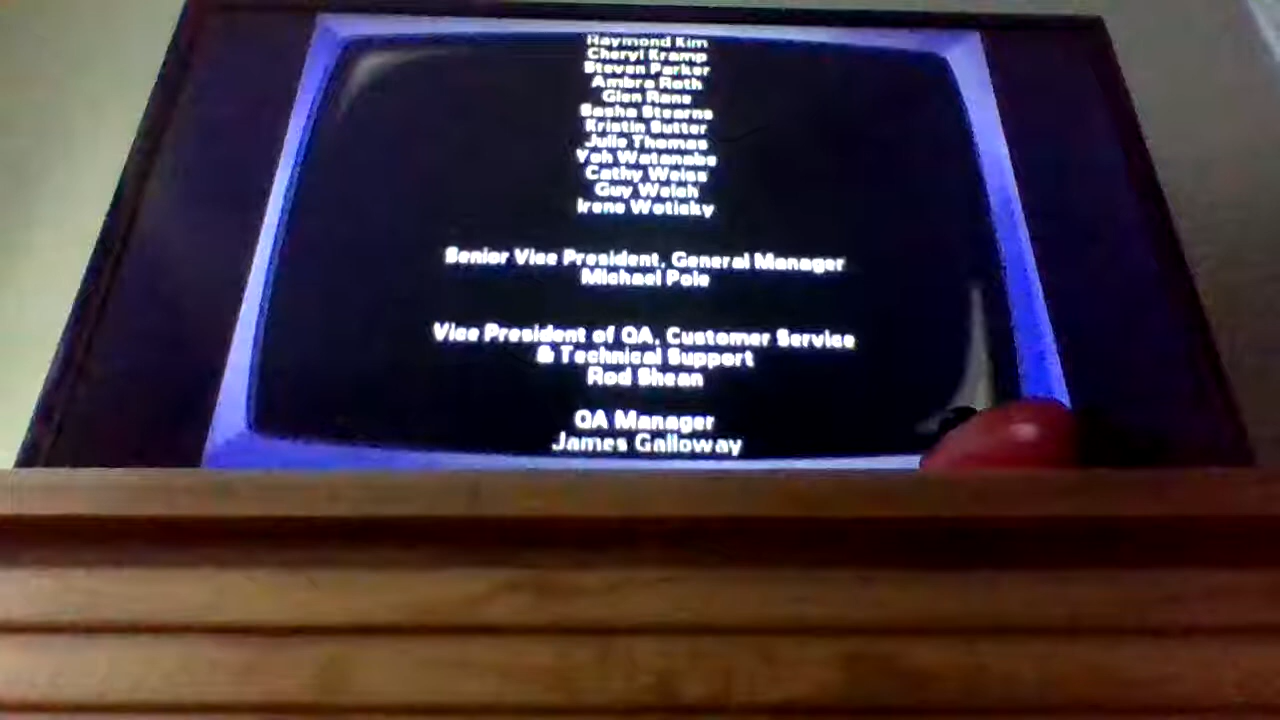 Raymond Kim
Cheryl Kramp
Steven Parker
Ambra Roth
Glen Rane
Sasha Stearns
Kristin Sutter
Julie Thomas
Yoh Watanabe
Cathy Weiss
Guy Welch
Irene Woticky
Senior Vice President, General Manager
Michael Pole
Vice President of QA, Customer Service
& Technical Support
Rod Shean
QA Manager
James Galloway